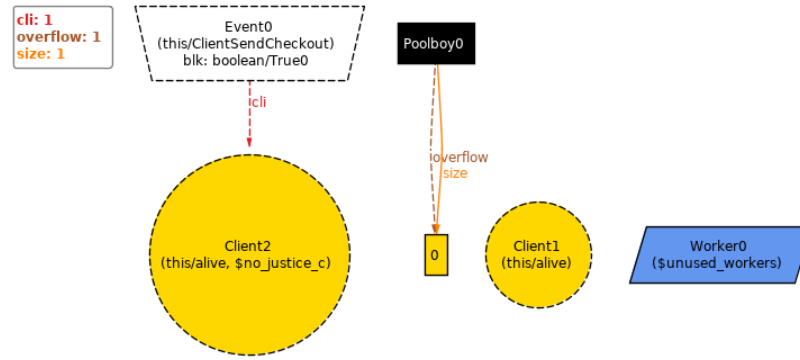 cli: 1
overflow: 1
size: 1
Event0
(this/ClientSendCheckout)
blk: boolean/True0
Poolboy0
cli
overflow
size
Client2
(this/alive, $no_justice_c)
0
Client1
(this/alive)
Worker0
($unused_workers)